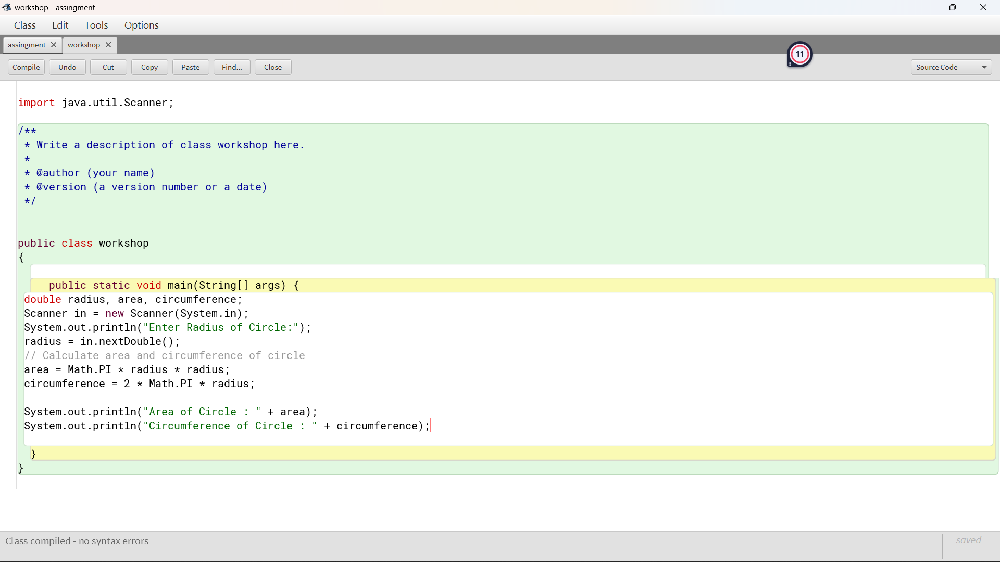 workshop - assingment
Class Edit Tools Options
assingment workshop
11
Compile Undo Cut Copy Paste Find... Close Source Code
import java.util.Scanner;
/**
* Write a description of class workshop here.
*
* @author (your name)
* @version (a version number or a date)
*/
public class workshop
{
public static void main(String[] args) {
double radius, area, circumference;
Scanner in = new Scanner(System.in);
System.out.println("Enter Radius of Circle:");
radius = in.nextDouble();
// Calculate area and circumference of circle
area = Math.PI * radius * radius;
circumference = 2 * Math.PI * radius;
System.out.println("Area of Circle : " + area);
System.out.println("Circumference of Circle : " + circumference);
}
}
Class compiled - no syntax errors
saved